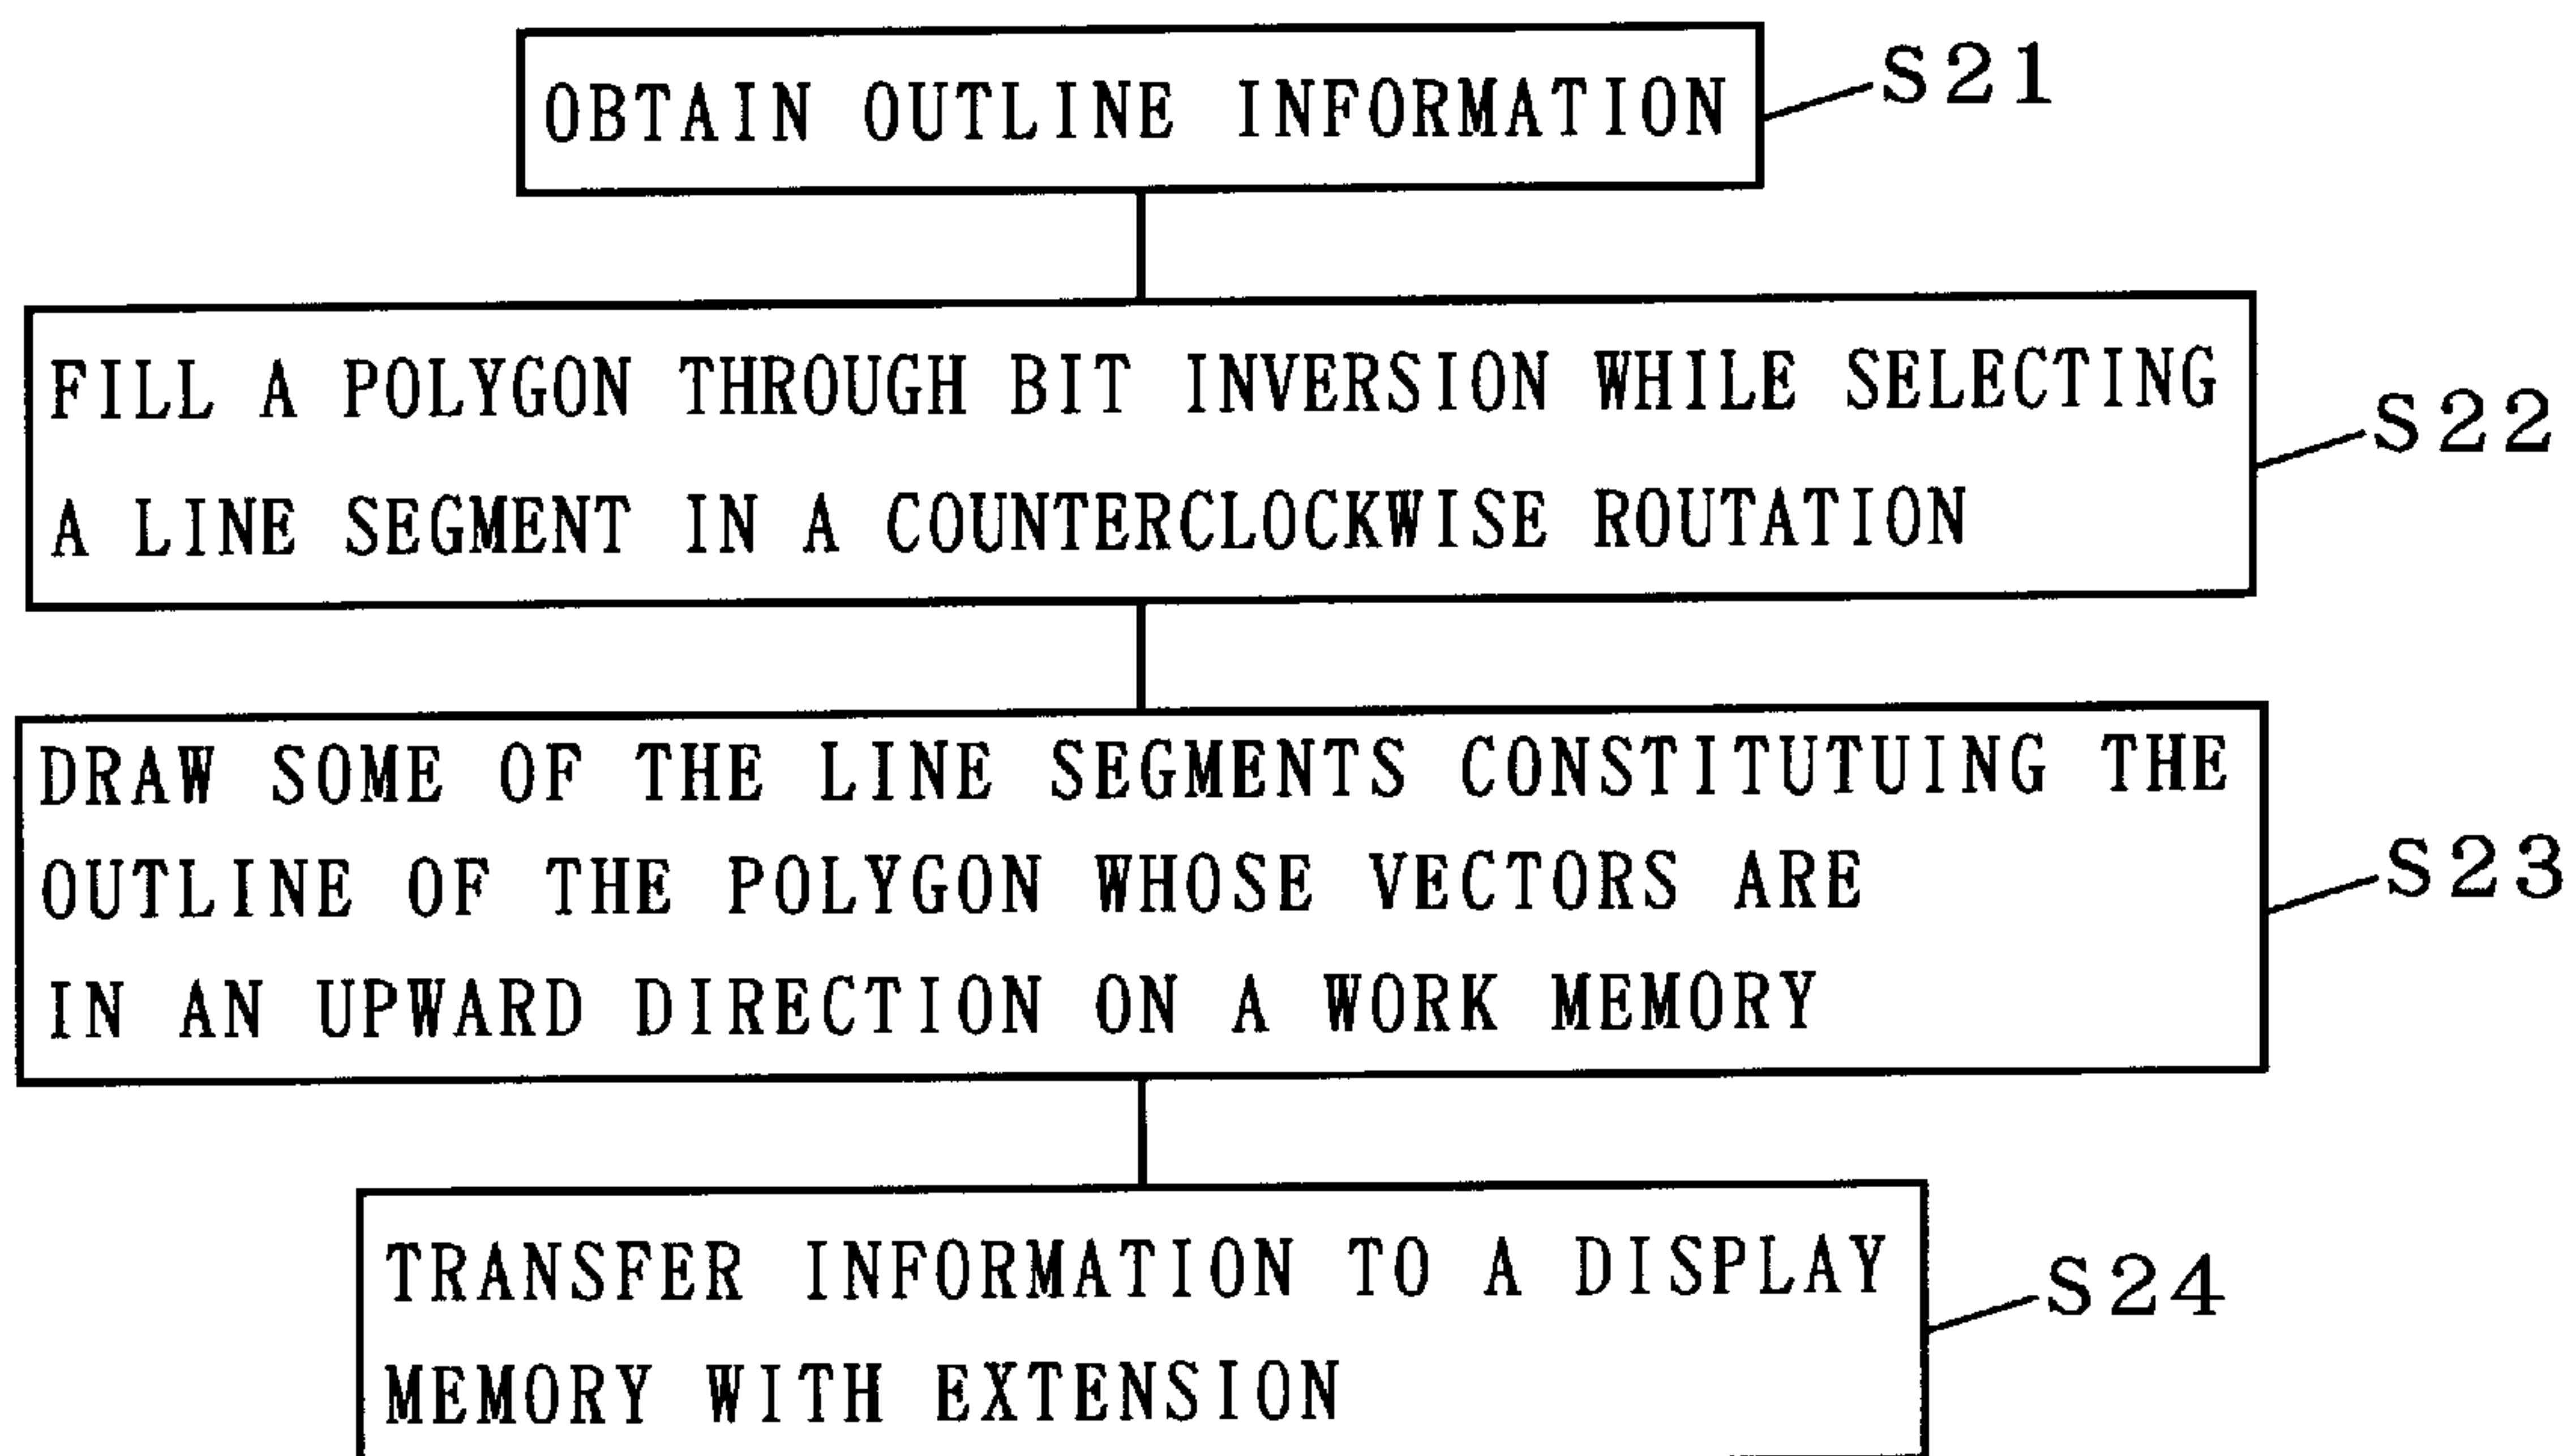 OBTAIN OUTLINE INFORMATION
S21
FILL A POLYGON THROUGH BIT INVERSION WHILE SELECTING
A LINE SEGMENT IN A COUNTERCLOCKWISE ROUTATION
S22
DRAW SOME OF THE LINE SEGMENTS CONSTITUTUING THE
OUTLINE OF THE POLYGON WHOSE VECTORS ARE
IN AN UPWARD DIRECTION ON A WORK MEMORY
S23
TRANSFER INFORMATION TO A DISPLAY
MEMORY WITH EXTENSION
S24